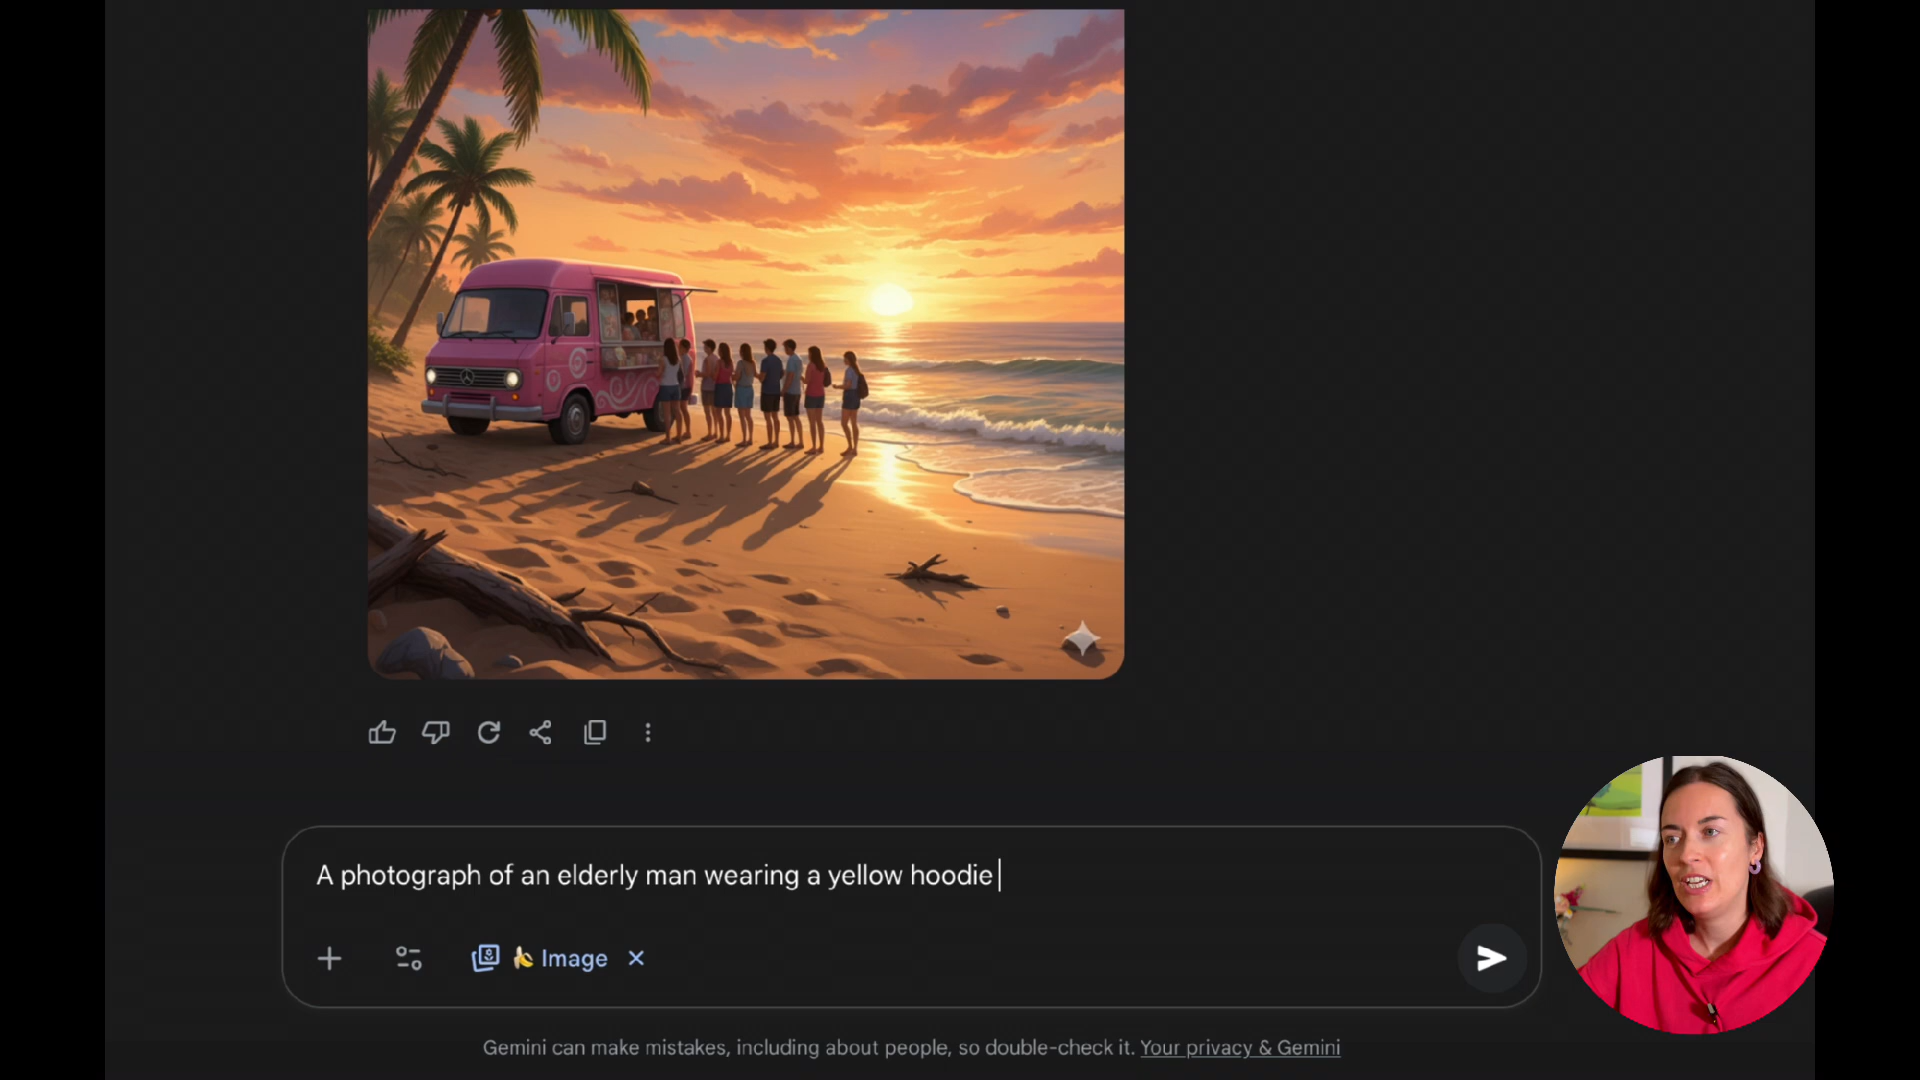 A photograph of an elderly man wearing a yellow hoodie
Image
Gemini can make mistakes, including about people, so double-check it. Your privacy & Gemini